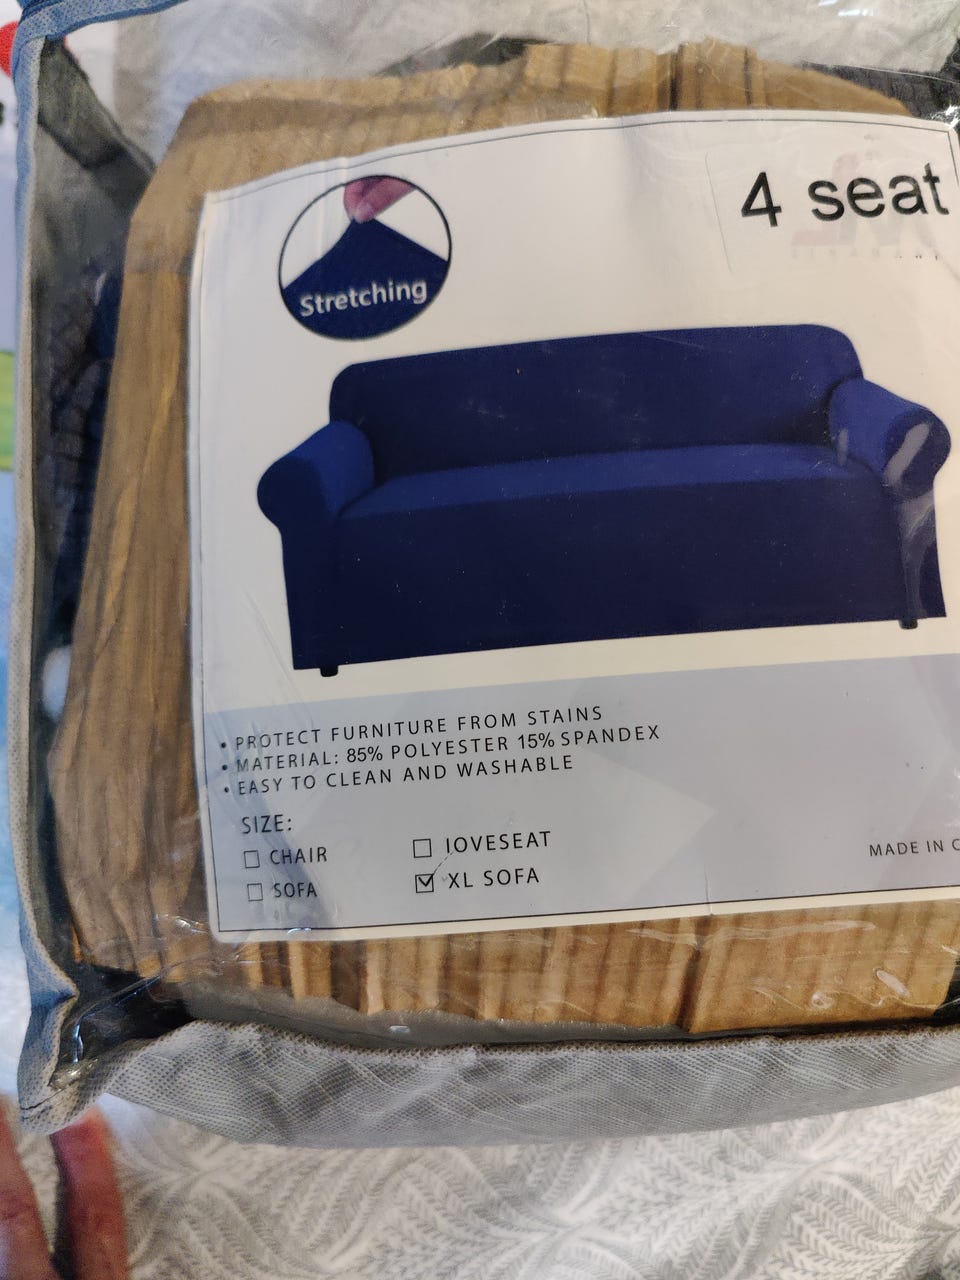 4 seat
Stretching
• PROTECT FURNITURE FROM STAINS
• MATERIAL: 85% POLYESTER 15% SPANDEX
• EASY TO CLEAN AND WASHABLE
SIZE:
CHAIR
IOVESEAT
SOFA
XL SOFA
MADE IN C